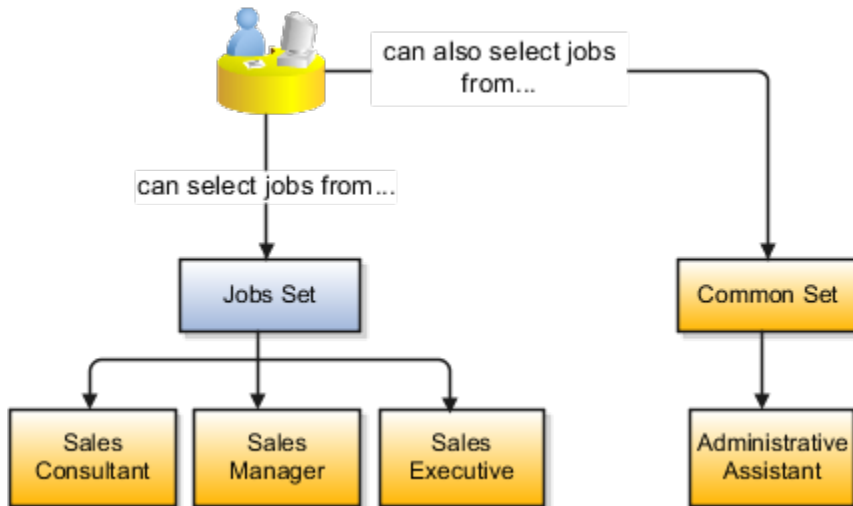 can also select jobs
from...
can select jobs from...
Jobs Set
Common Set
Sales
Consultant
Sales
Manager
Sales
Executive
Administrative
Assistant